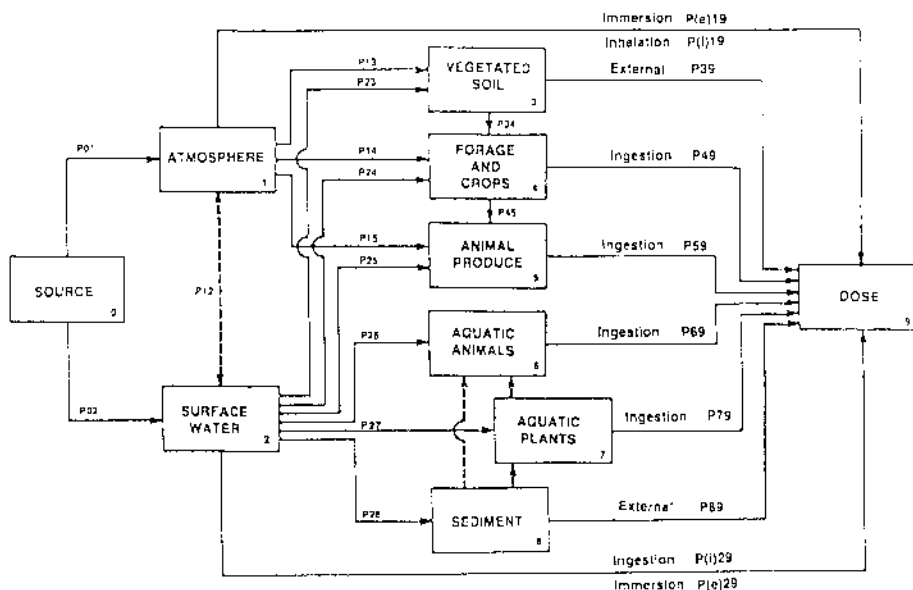 Immersion P(e)19
Inhalation P(i)19
External P39
P13
P23
VEGETATED
SOIL
3
P34
P01
ATMOSPHERE
1
P14
P24
FORAGE
AND
CROPS
4
Ingestion P49
P45
P15
P25
ANIMAL
PRODUCE
5
Ingestion P59
SOURCE
0
P12
DOSE
9
P26
AQUATIC
ANIMALS
6
Ingestion P69
P02
SURFACE
WATER
2
P27
AQUATIC
PLANTS
7
Ingestion P79
P28
SEDIMENT
8
External P89
Ingestion P(i)29
Immersion P(e)29